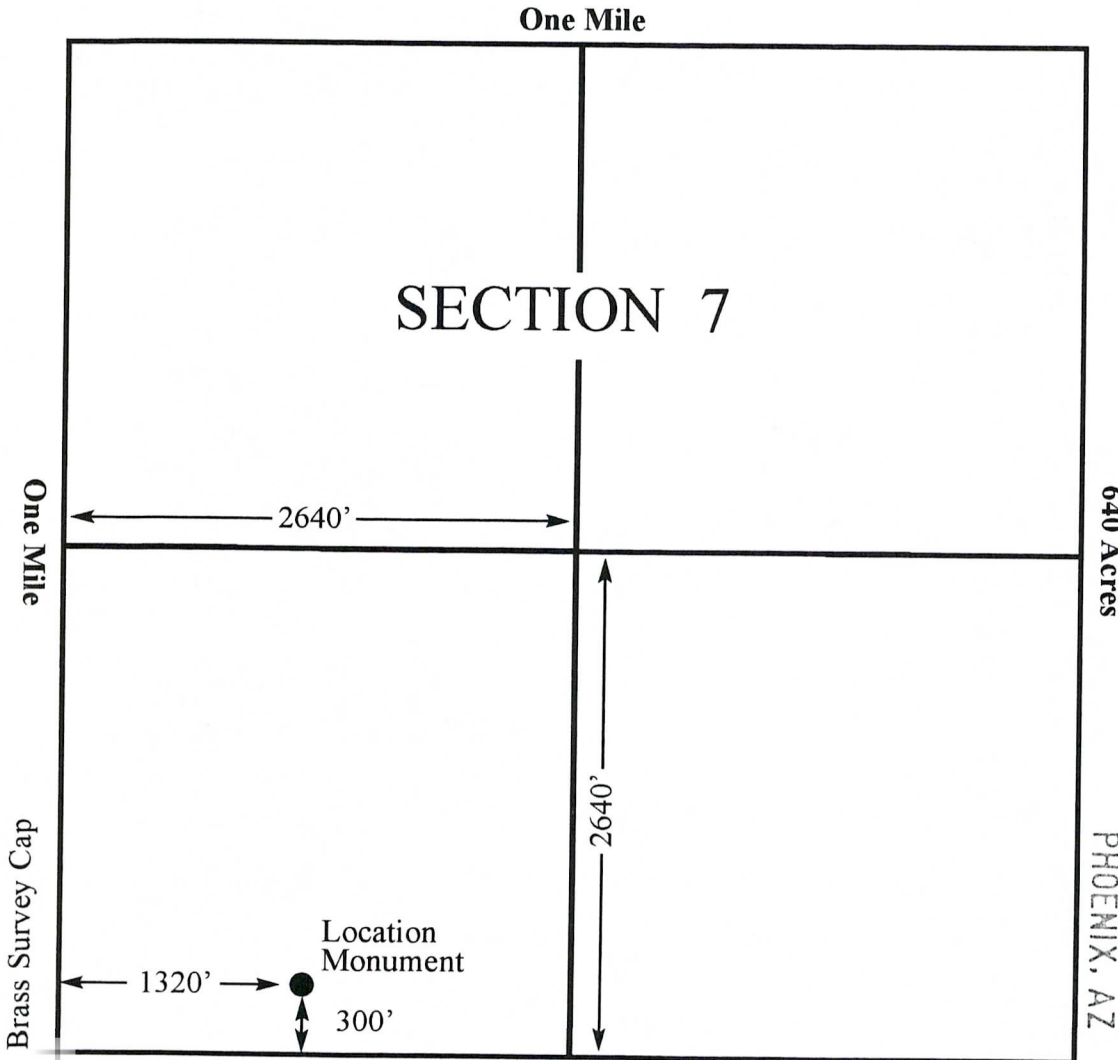 One Mile
SECTION 7
One Mile
2640'
640 Acres
2640'
Brass Survey Cap
Location
Monument
1320'
300'
PHOENIX, AZ